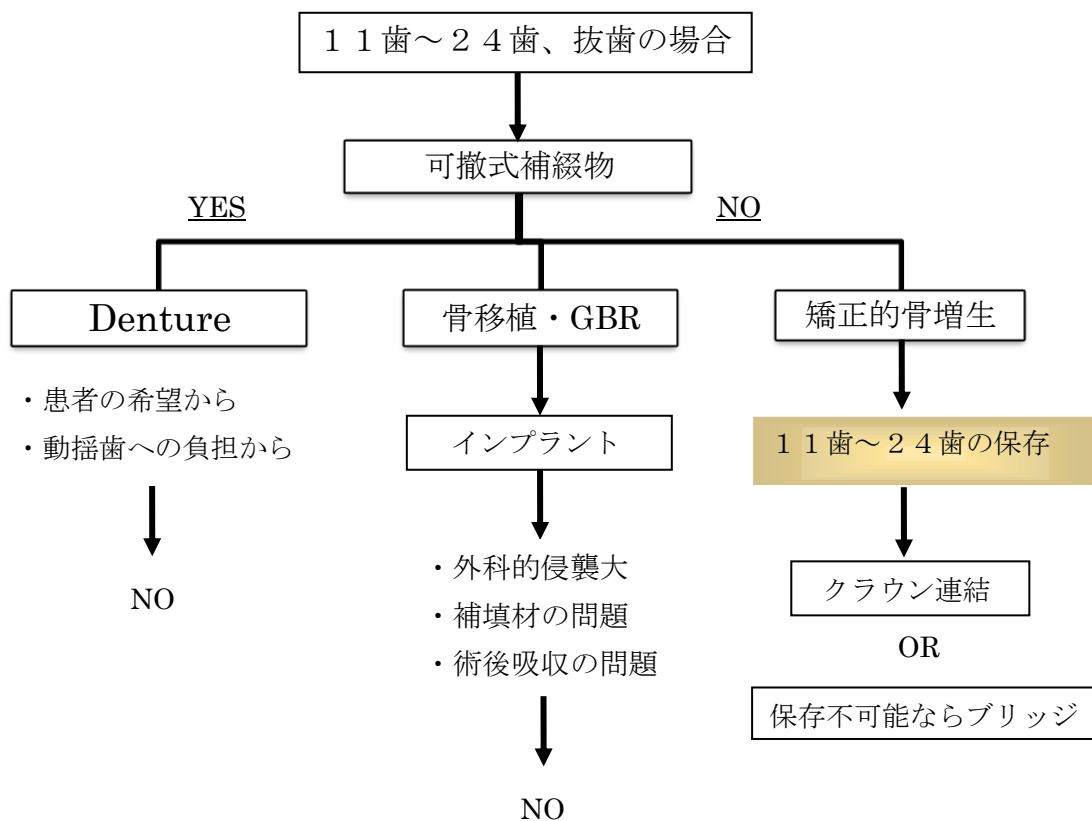 １１歯～２４歯、抜歯の場合
可撤式補綴物
YES
NO
Denture
骨移植・GBR
矯正的骨増生
・患者の希望から
・動揺歯への負担から
NO
インプラント
・外科的侵襲大
・補填材の問題
・術後吸収の問題
NO
１１歯～２４歯の保存
クラウン連結
OR
保存不可能ならブリッジ